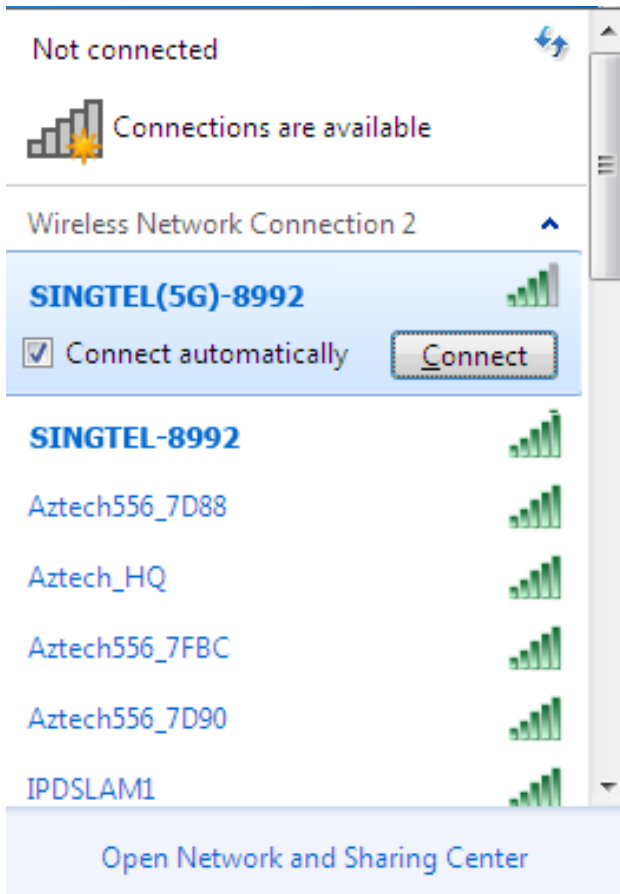 Not connected
Connections are available
Wireless Network Connection 2
SINGTEL(5G)-8992
Connect automatically Connect
SINGTEL-8992
Aztech556_7D88
Aztech_HQ
Aztech556_7FBC
Aztech556_7D90
IPDSLAM1
Open Network and Sharing Center